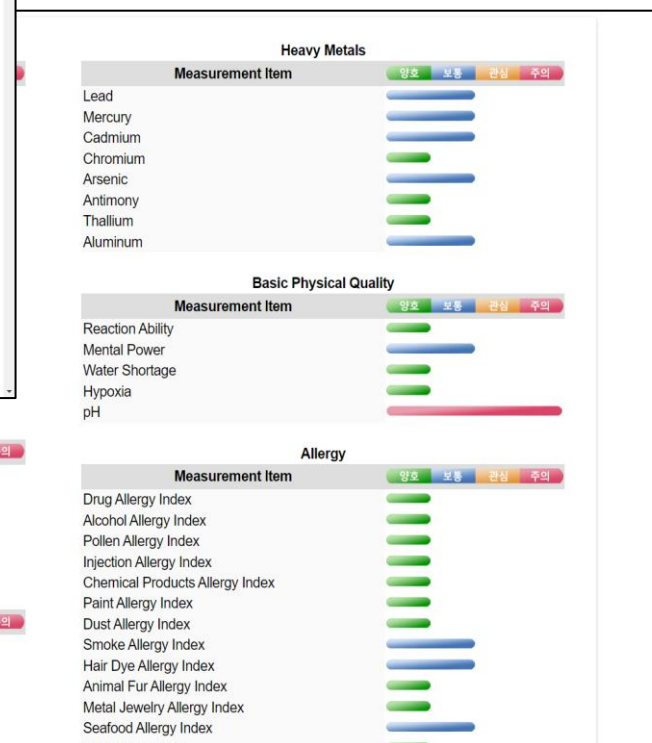 Heavy Metals
Measurement Item 양호 보통 관심 주의
Lead
Mercury
Cadmium
Chromium
Arsenic
Antimony
Thallium
Aluminum
Basic Physical Quality
Measurement Item 양호 보통 관심 주의
Reaction Ability
Mental Power
Water Shortage
Hypoxia
pH
Allergy
Measurement Item 양호 보통 관심 주의
Drug Allergy Index
Alcohol Allergy Index
Pollen Allergy Index
Injection Allergy Index
Chemical Products Allergy Index
Paint Allergy Index
Dust Allergy Index
Smoke Allergy Index
Hair Dye Allergy Index
Animal Fur Allergy Index
Metal Jewelry Allergy Index
Seafood Allergy Index